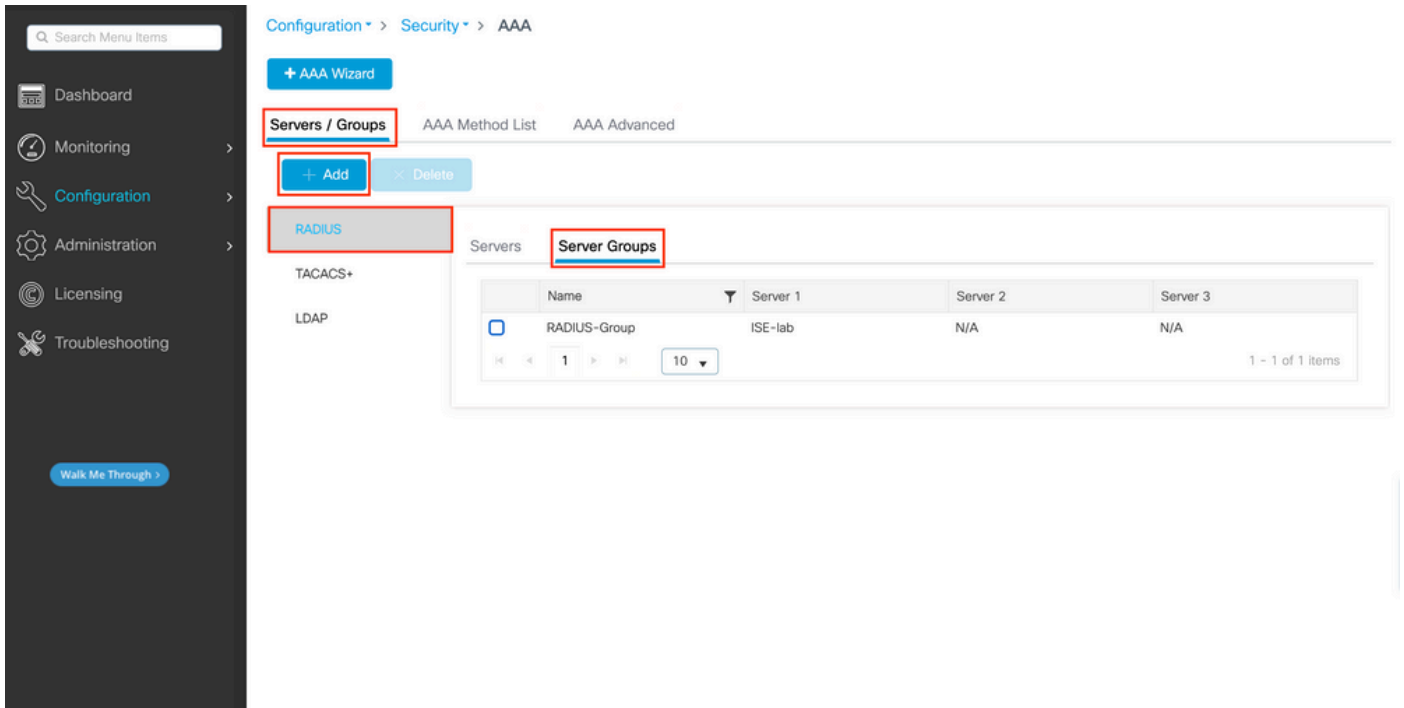 Search Menu Items
Dashboard
Monitoring
Configuration
Administration
Licensing
Troubleshooting
Walk Me Through >
Configuration > Security > AAA
+ AAA Wizard
Servers / Groups AAA Method List AAA Advanced
+ Add × Delete
RADIUS
TACACS+
LDAP
Servers Server Groups
Name Server 1 Server 2 Server 3
RADIUS-Group ISE-lab N/A N/A
1 10 1 - 1 of 1 items